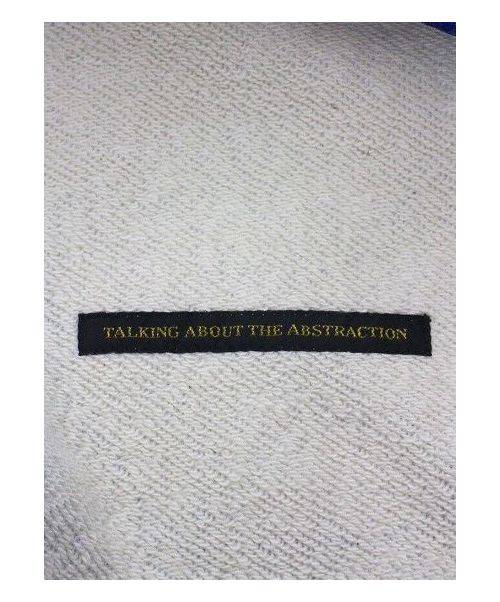 TALKING ABOUT THE ABSTRACTION